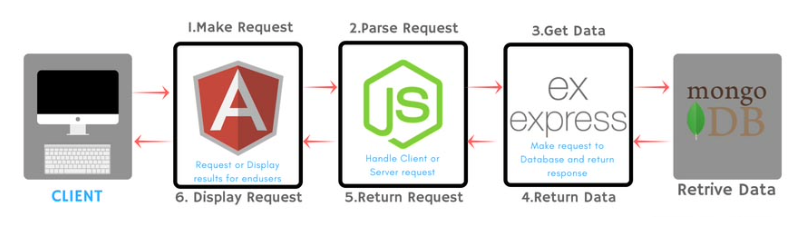 1.Make Request
2.Parse Request
3.Get Data
A
JS
ex
express
mongo
DB
Request or Display
results for endusers
Handle Client or
Server request
Make request to
Database and return
response
CLIENT
6. Display Request
5.Return Request
4.Return Data
Retrive Data